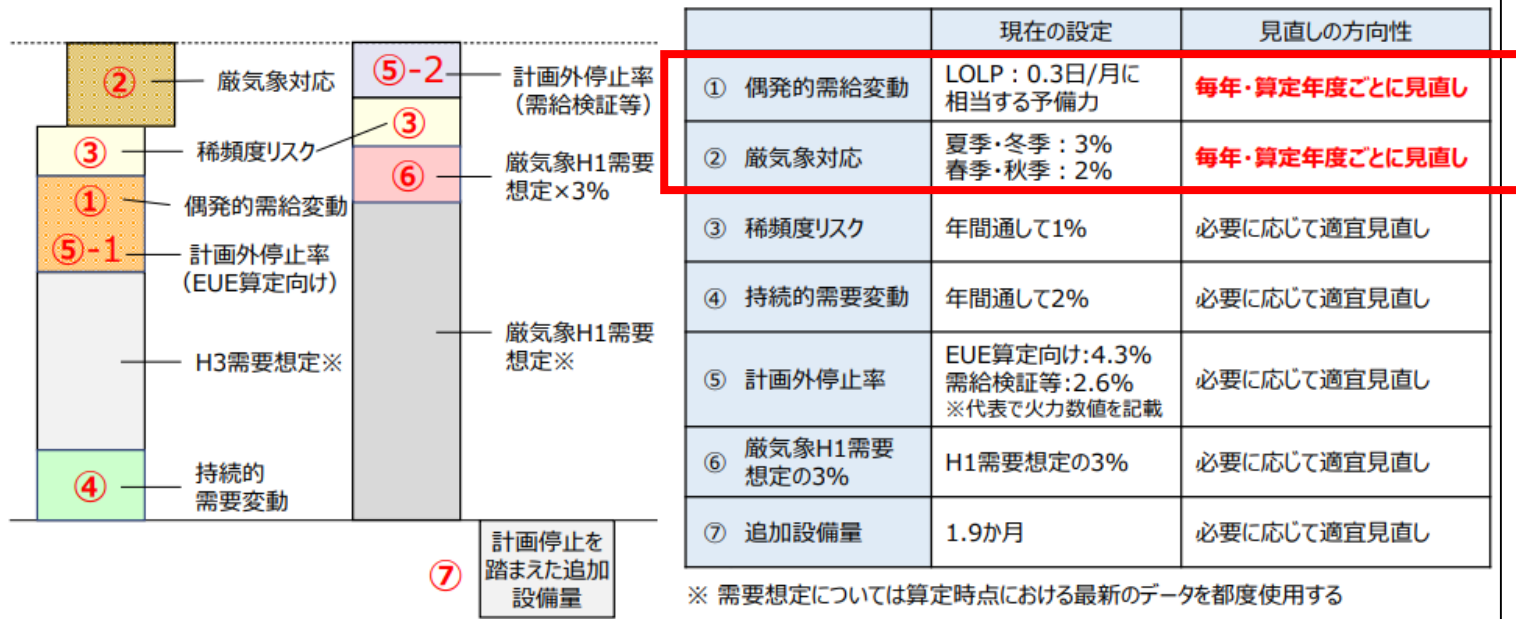 ②
厳気象対応
③
稀頻度リスク
①
偶発的需給変動
⑤-1
計画外停止率
(EUE算定向け)
H3需要想定※
④
持続的
需要変動
⑤-2
計画外停止率
(需給検証等)
③
⑥
厳気象H1需要
想定×3%
厳気象H1需要
想定※
⑦
計画停止を
踏まえた追加
設備量
現在の設定 見直しの方向性
① 偶発的需給変動 LOLP:0.3日/月に
相当する予備力 毎年・算定年度ごとに見直し
② 厳気象対応 夏季・冬季:3%
春季・秋季:2% 毎年・算定年度ごとに見直し
③ 稀頻度リスク 年間通して1% 必要に応じて適宜見直し
④ 持続的需要変動 年間通して2% 必要に応じて適宜見直し
⑤ 計画外停止率 EUE算定向け:4.3%
需給検証等:2.6%
※代表で火力数値を記載 必要に応じて適宜見直し
⑥ 厳気象H1需要
想定の3% H1需要想定の3% 必要に応じて適宜見直し
⑦ 追加設備量 1.9か月 必要に応じて適宜見直し
※ 需要想定については算定時点における最新のデータを都度使用する